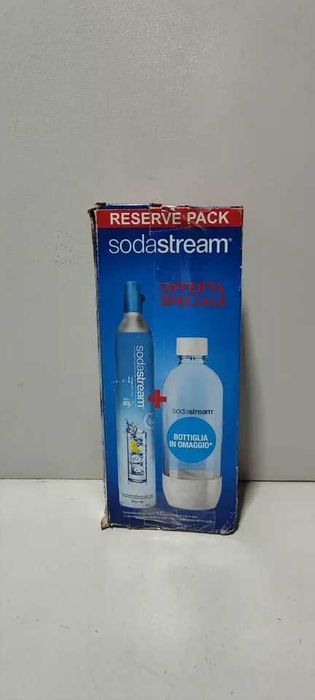 RESERVE PACK
sodastream®
OFFERTA
SPECIALE
sodastream
+
sodastream®
BOTTIGLIA
IN OMAGGIO*